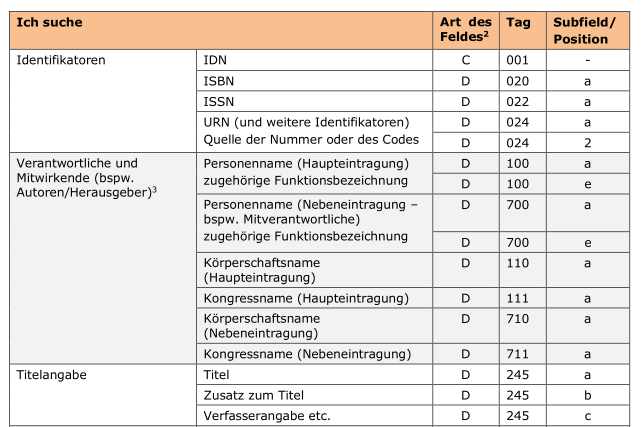 Ich suche Art des Feldes² Tag Subfield/ Position
Identifikatoren IDN C 001 -
ISBN D 020 a
ISSN D 022 a
URN (und weitere Identifikatoren) D 024 a
Quelle der Nummer oder des Codes D 024 2
Verantwortliche und Mitwirkende (bspw. Autoren/Herausgeber)³ Personenname (Haupteintragung) D 100 a
zugehörige Funktionsbezeichnung D 100 e
Personenname (Nebeneintragung – bspw. Mitverantwortliche) D 700 a
zugehörige Funktionsbezeichnung D 700 e
Körperschaftsname (Haupteintragung) D 110 a
Kongressname (Haupteintragung) D 111 a
Körperschaftsname (Nebeneintragung) D 710 a
Kongressname (Nebeneintragung) D 711 a
Titelangabe Titel D 245 a
Zusatz zum Titel D 245 b
Verfasserangabe etc. D 245 c